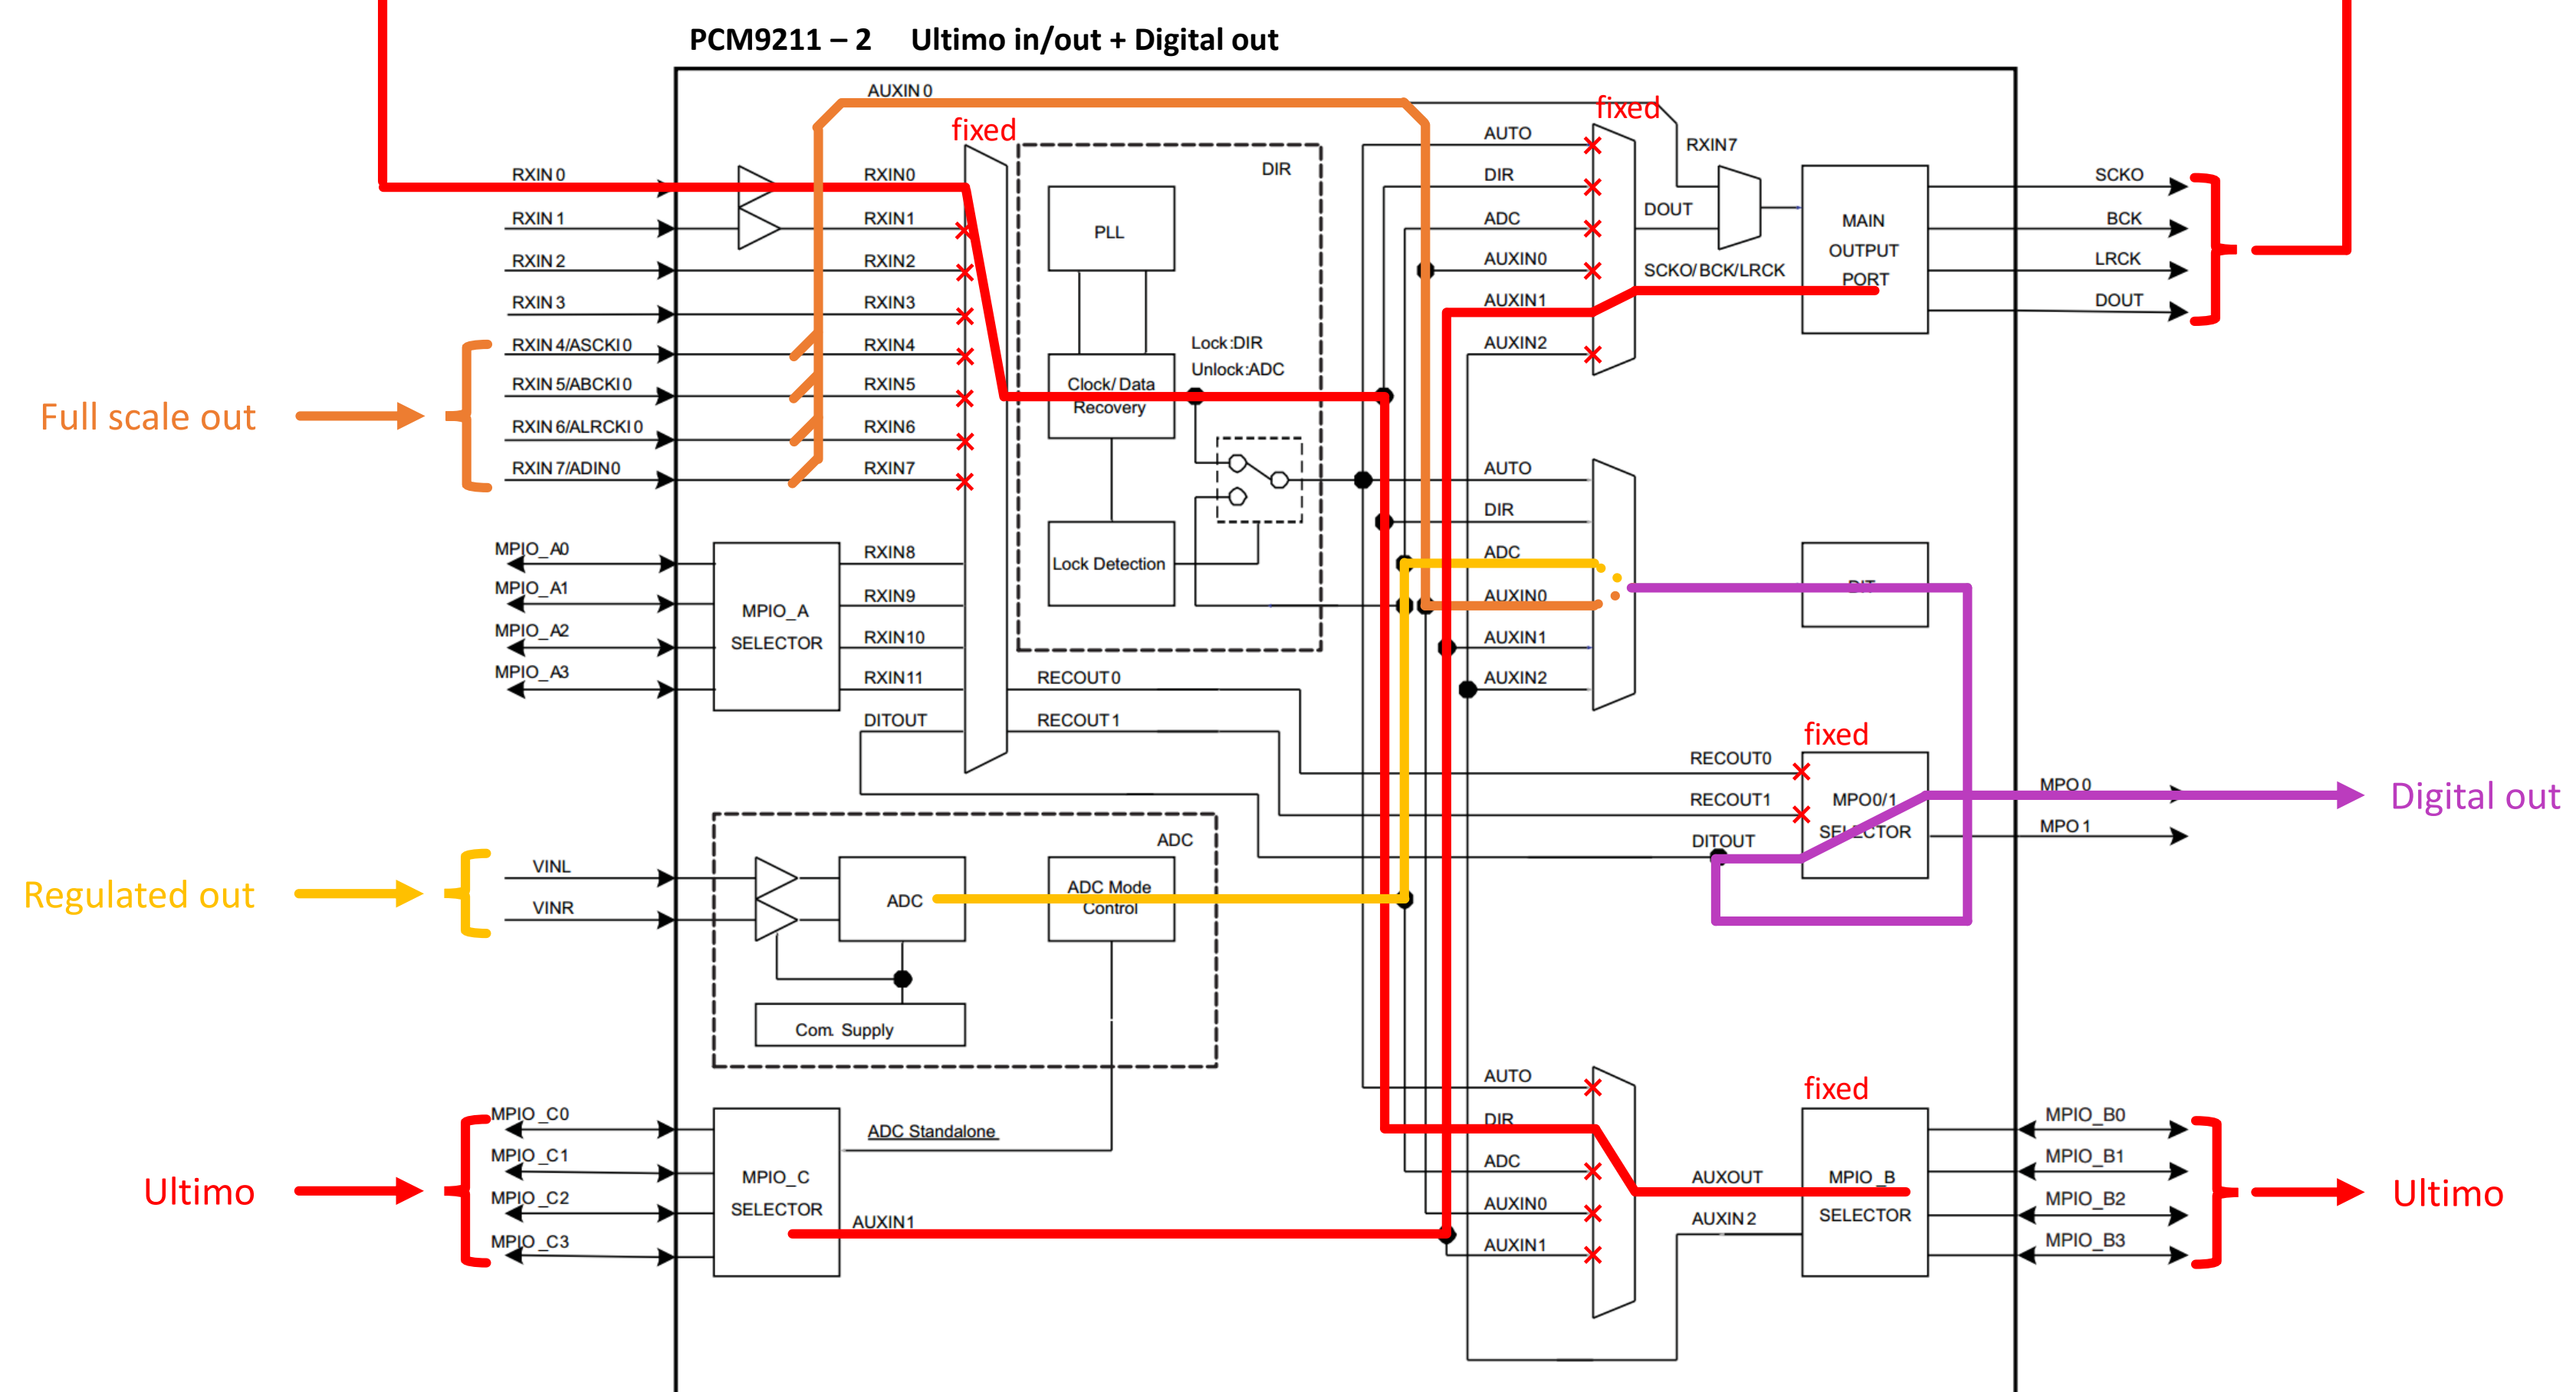 PCM9211 – 2 Ultimo in/out + Digital out
AUXIN 0
fixed
fixed
RXIN 0
RXIN 1
RXIN 2
RXIN 3
RXIN 4/ASCKI 0
RXIN 5/ABCKI 0
RXIN 6/ALRCKI 0
RXIN 7/ADIN0
Full scale out
RXIN0
RXIN1
RXIN2
RXIN3
RXIN4
RXIN5
RXIN6
RXIN7
DIR
PLL
Lock:DIR
Unlock:ADC
Clock/Data
Recovery
Lock Detection
AUTO
DIR
ADC
AUXIN0
AUXIN1
AUXIN2
RXIN7
DOUT
SCKO/BCK/LRCK
MAIN
OUTPUT
PORT
SCKO
BCK
LRCK
DOUT
MPIO_A0
MPIO_A1
MPIO_A2
MPIO_A3
MPIO_A
SELECTOR
RXIN8
RXIN9
RXIN10
RXIN11
DITOUT
RECOUT0
RECOUT1
AUTO
DIR
ADC
AUXIN0
AUXIN1
AUXIN2
DIT
fixed
RECOUT0
RECOUT1
DITOUT
MPO0/1
SELECTOR
MPO 0
MPO 1
Digital out
Regulated out
VINL
VINR
ADC
ADC
ADC Mode
Control
Com. Supply
Ultimo
MPIO_C0
MPIO_C1
MPIO_C2
MPIO_C3
MPIO_C
SELECTOR
ADC Standalone
AUXIN1
AUTO
DIR
ADC
AUXIN0
AUXIN1
fixed
AUXOUT
AUXIN 2
MPIO_B
SELECTOR
MPIO_B0
MPIO_B1
MPIO_B2
MPIO_B3
Ultimo